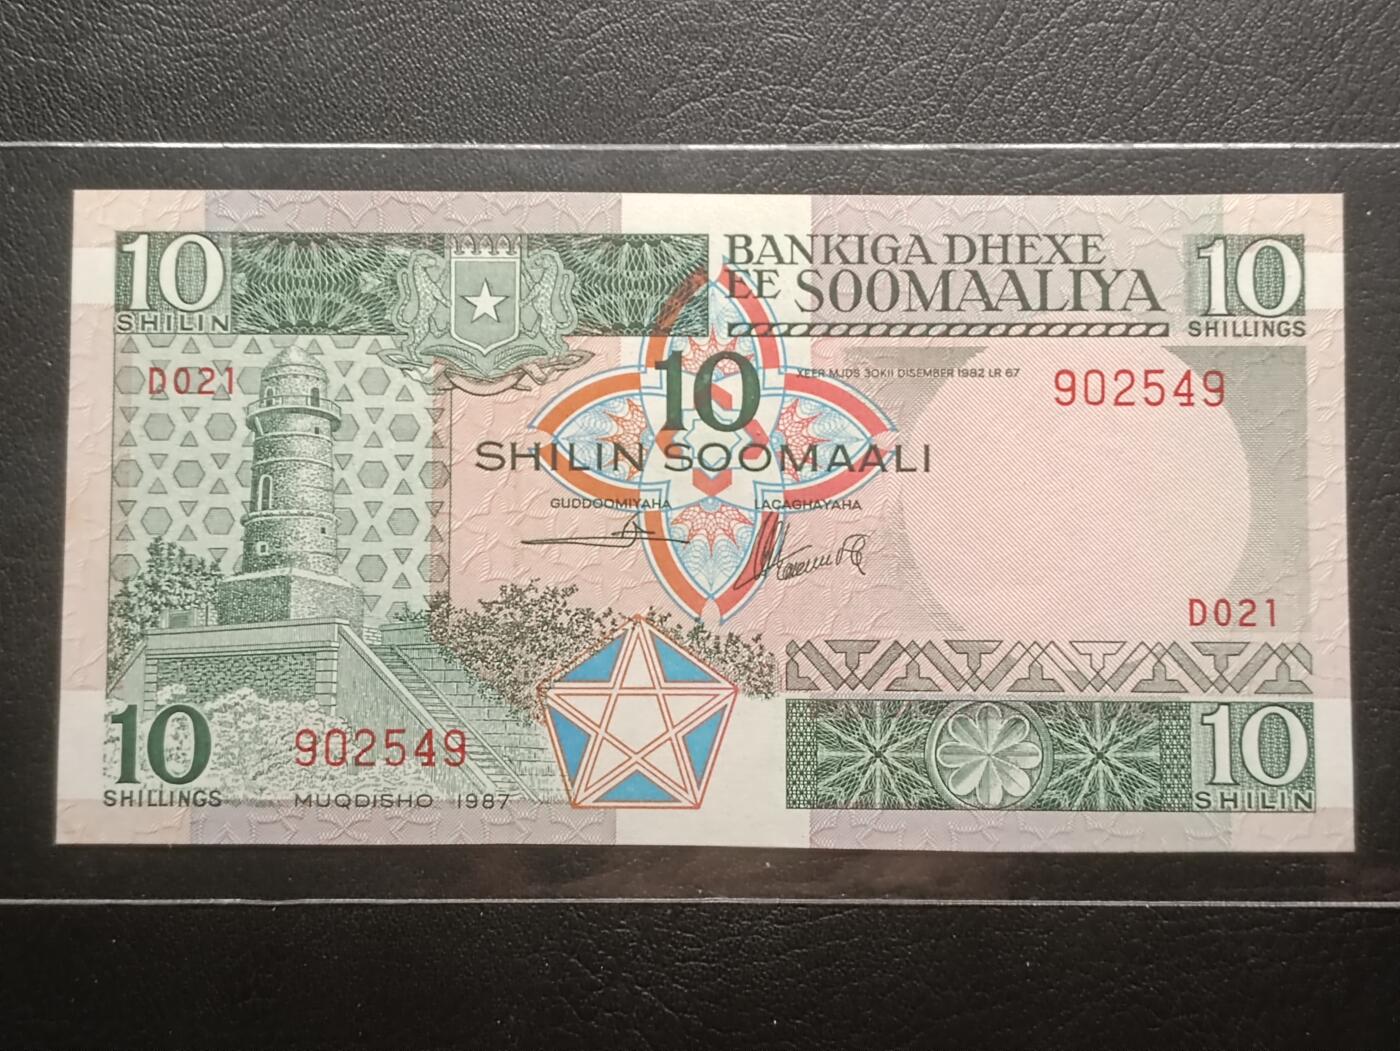 10
SHILIN
BANKIGA DHEXE
EE SOOMAALIYA
10
SHILLINGS
D021
XEER MJDS 30KII DISEMBER 1982 LR 67
902549
10
SHILIN SOOMAALI
GUDDOOMIYAHA
LACAGHAYAHA
D021
10
SHILLINGS
902549
MUQDISHO 1987
10
SHILIN